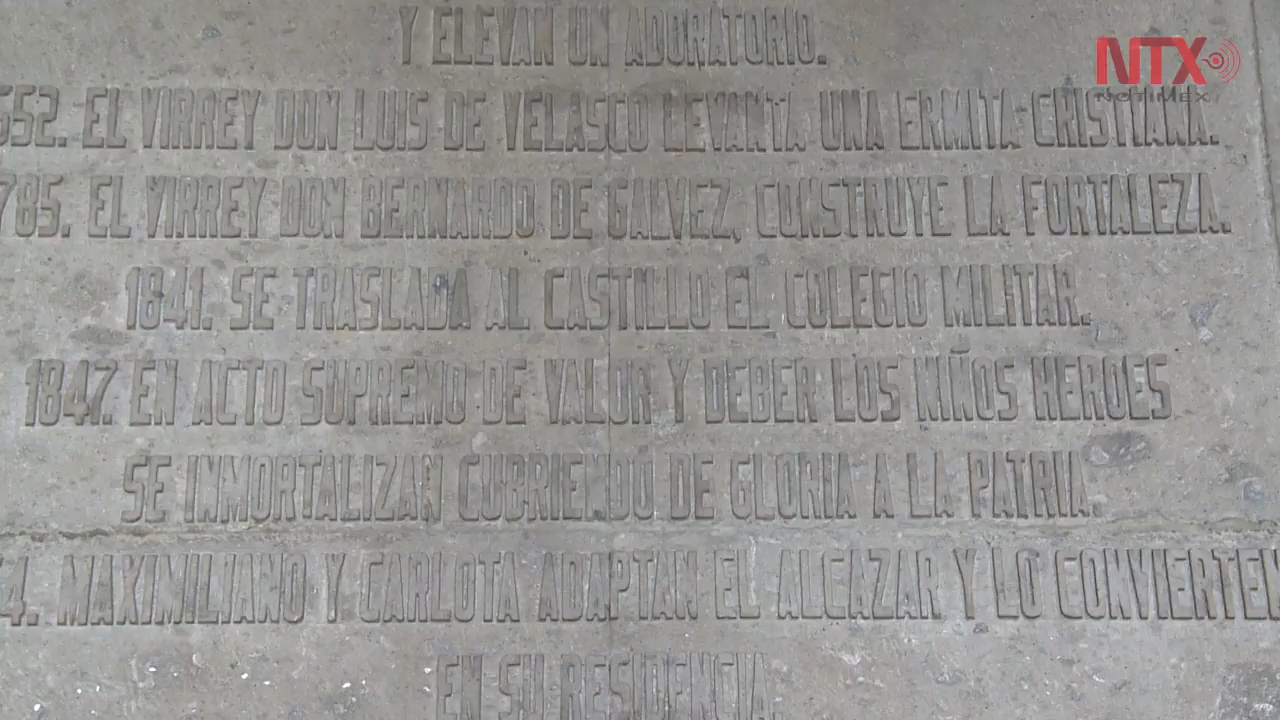 Y ELEVAN UN ADORATORIO.
NTX
NOTIMEX
552. EL VIRREY DON LUIS DE VELASCO LEVANTA UNA ERMITA CRISTIANA.
785. EL VIRREY DON BERNARDO DE GALVEZ, CONSTRUYE LA FORTALEZA.
1841. SE TRASLADA AL CASTILLO EL COLEGIO MILITAR.
1847. EN ACTO SUPREMO DE VALOR Y DEBER LOS NIÑOS HEROES
SE INMORTALIZAN CUBRIENDO DE GLORIA A LA PATRIA.
4. MAXIMILIANO Y CARLOTA ADAPTAN EL ALCAZAR Y LO CONVIERTEN
EN SU RESIDENCIA.